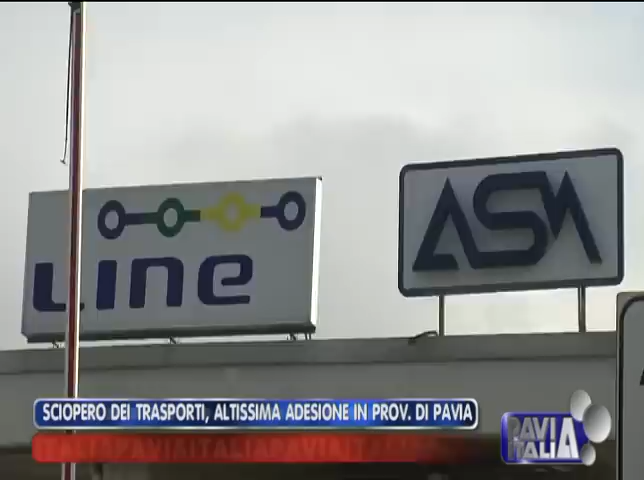 LINE
ASM
SCIOPERO DEI TRASPORTI, ALTISSIMA ADESIONE IN PROV. DI PAVIA
PAVIA
ITALIA